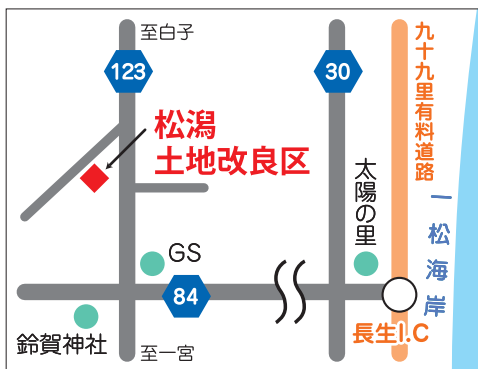 至白子
123
30
九十九里有料道路
松潟
土地改良区
太陽の里
一松海岸
GS
84
長生I.C
鈴賀神社
至一宮